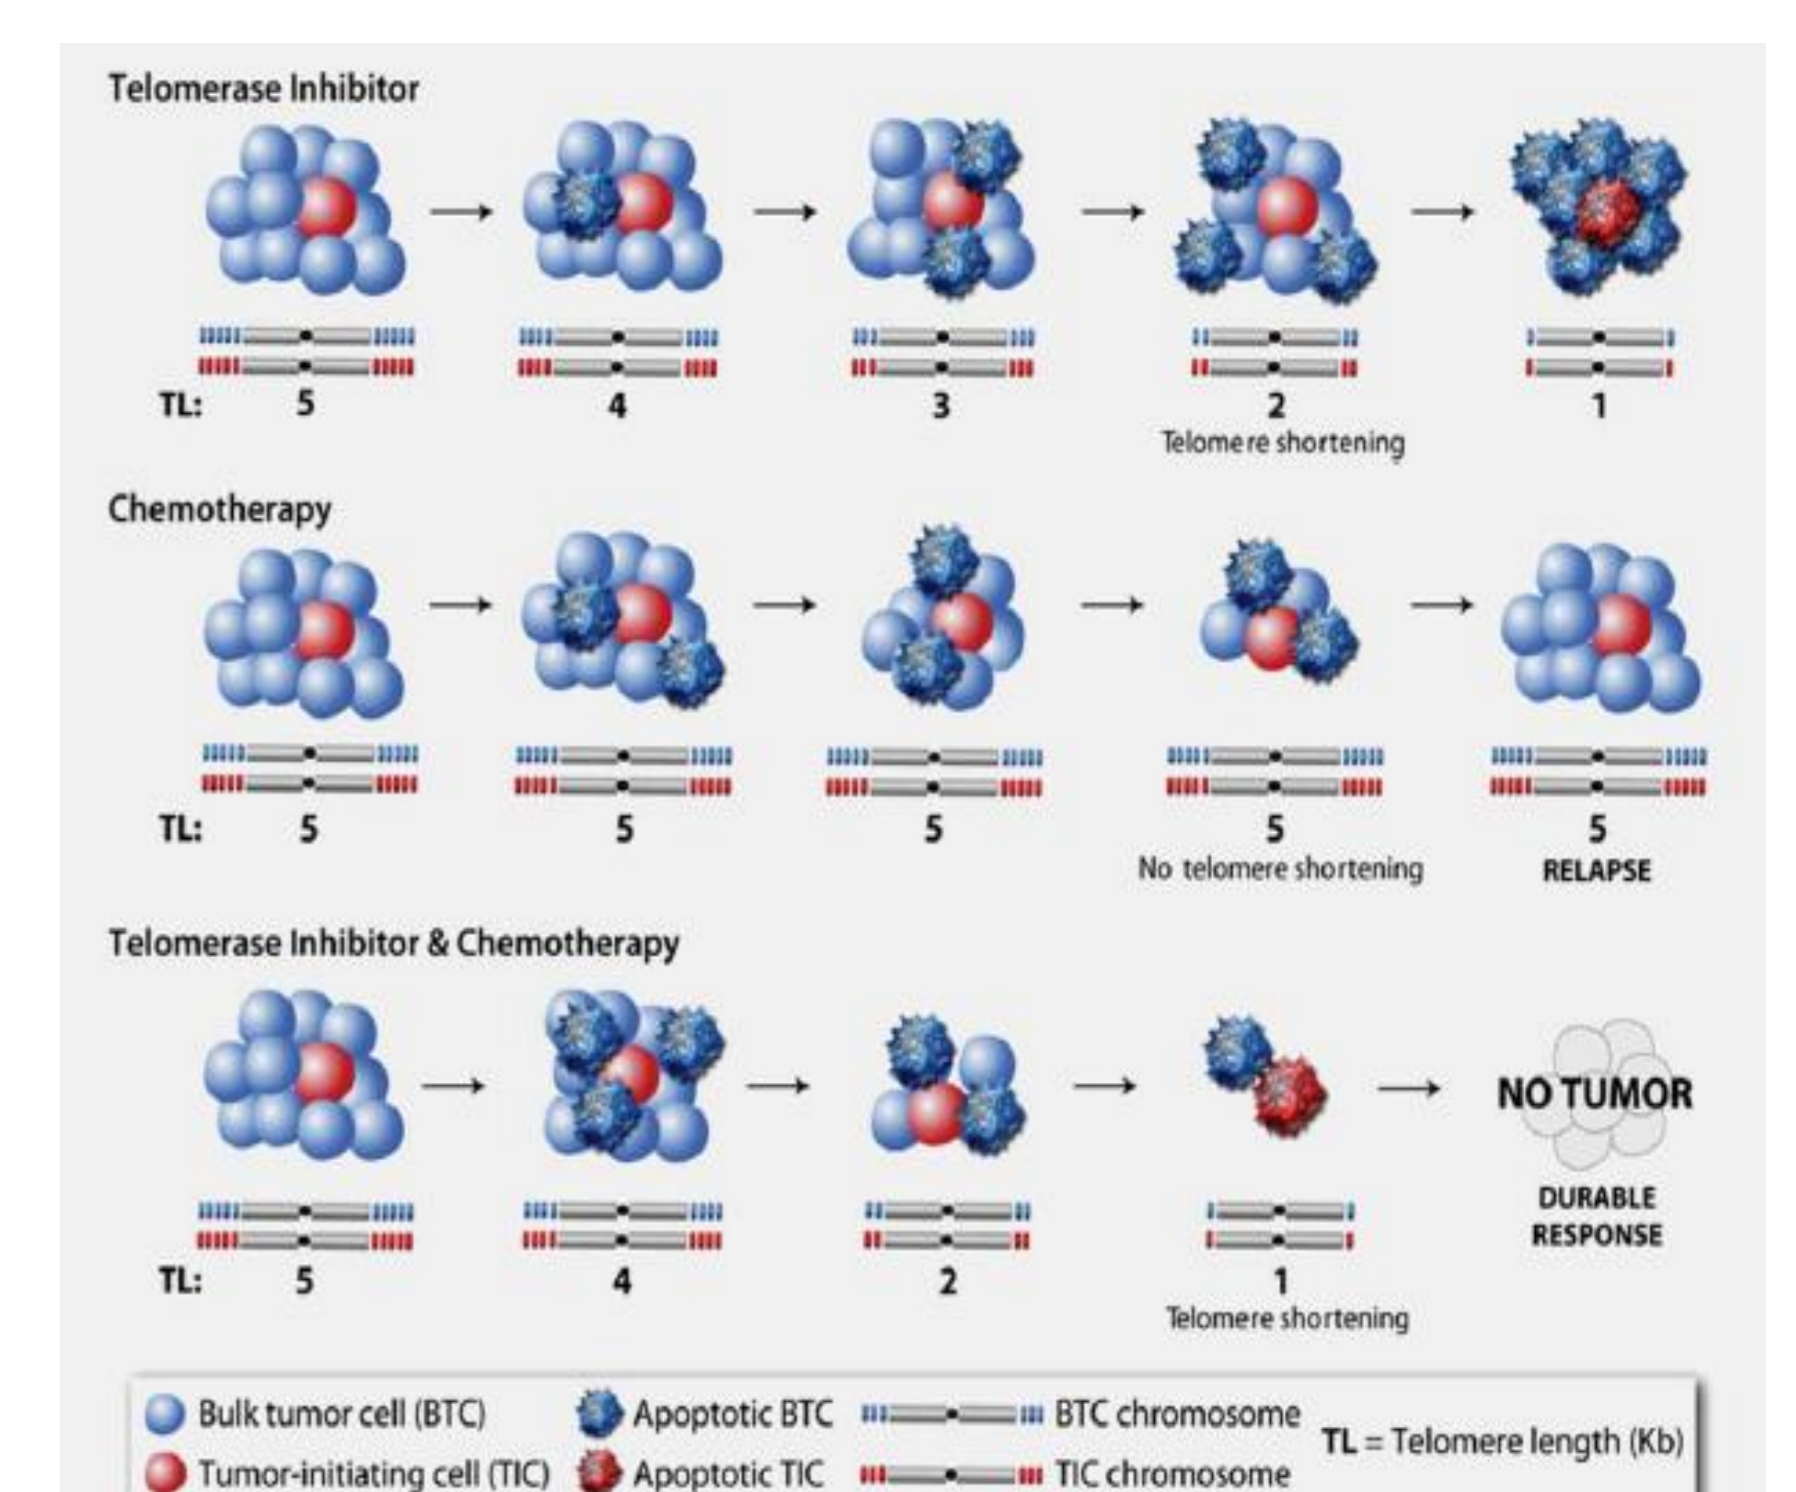 Telomerase Inhibitor
TL: 5 4 3 2 1
Telomere shortening
Chemotherapy
TL: 5 5 5 5 5
No telomere shortening RELAPSE
Telomerase Inhibitor & Chemotherapy
NO TUMOR
DURABLE
RESPONSE
TL: 5 4 2 1
Telomere shortening
Bulk tumor cell (BTC) Apoptotic BTC BTC chromosome
TL = Telomere length (Kb)
Tumor-initiating cell (TIC) Apoptotic TIC TIC chromosome